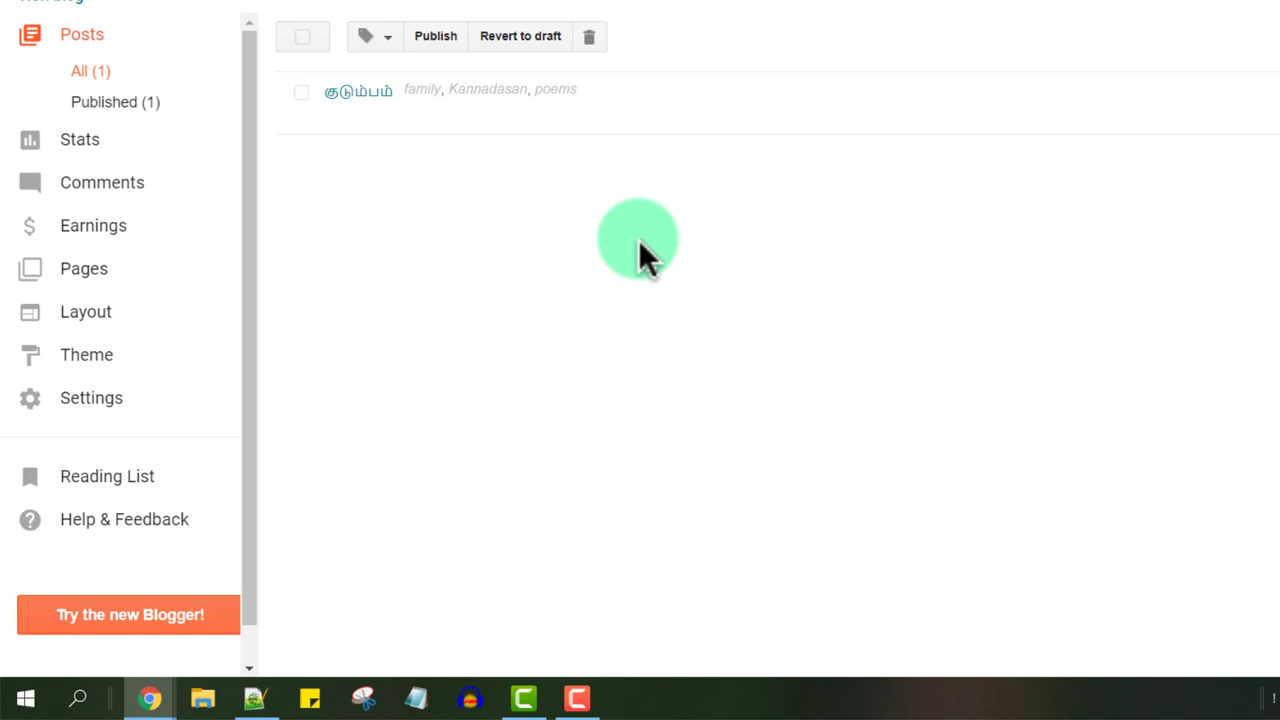 Posts
All (1)
Published (1)
Stats
Comments
Earnings
Pages
Layout
Theme
Settings
Reading List
Help & Feedback
Try the new Blogger!
Publish Revert to draft
குடும்பம் family, Kannadasan, poems